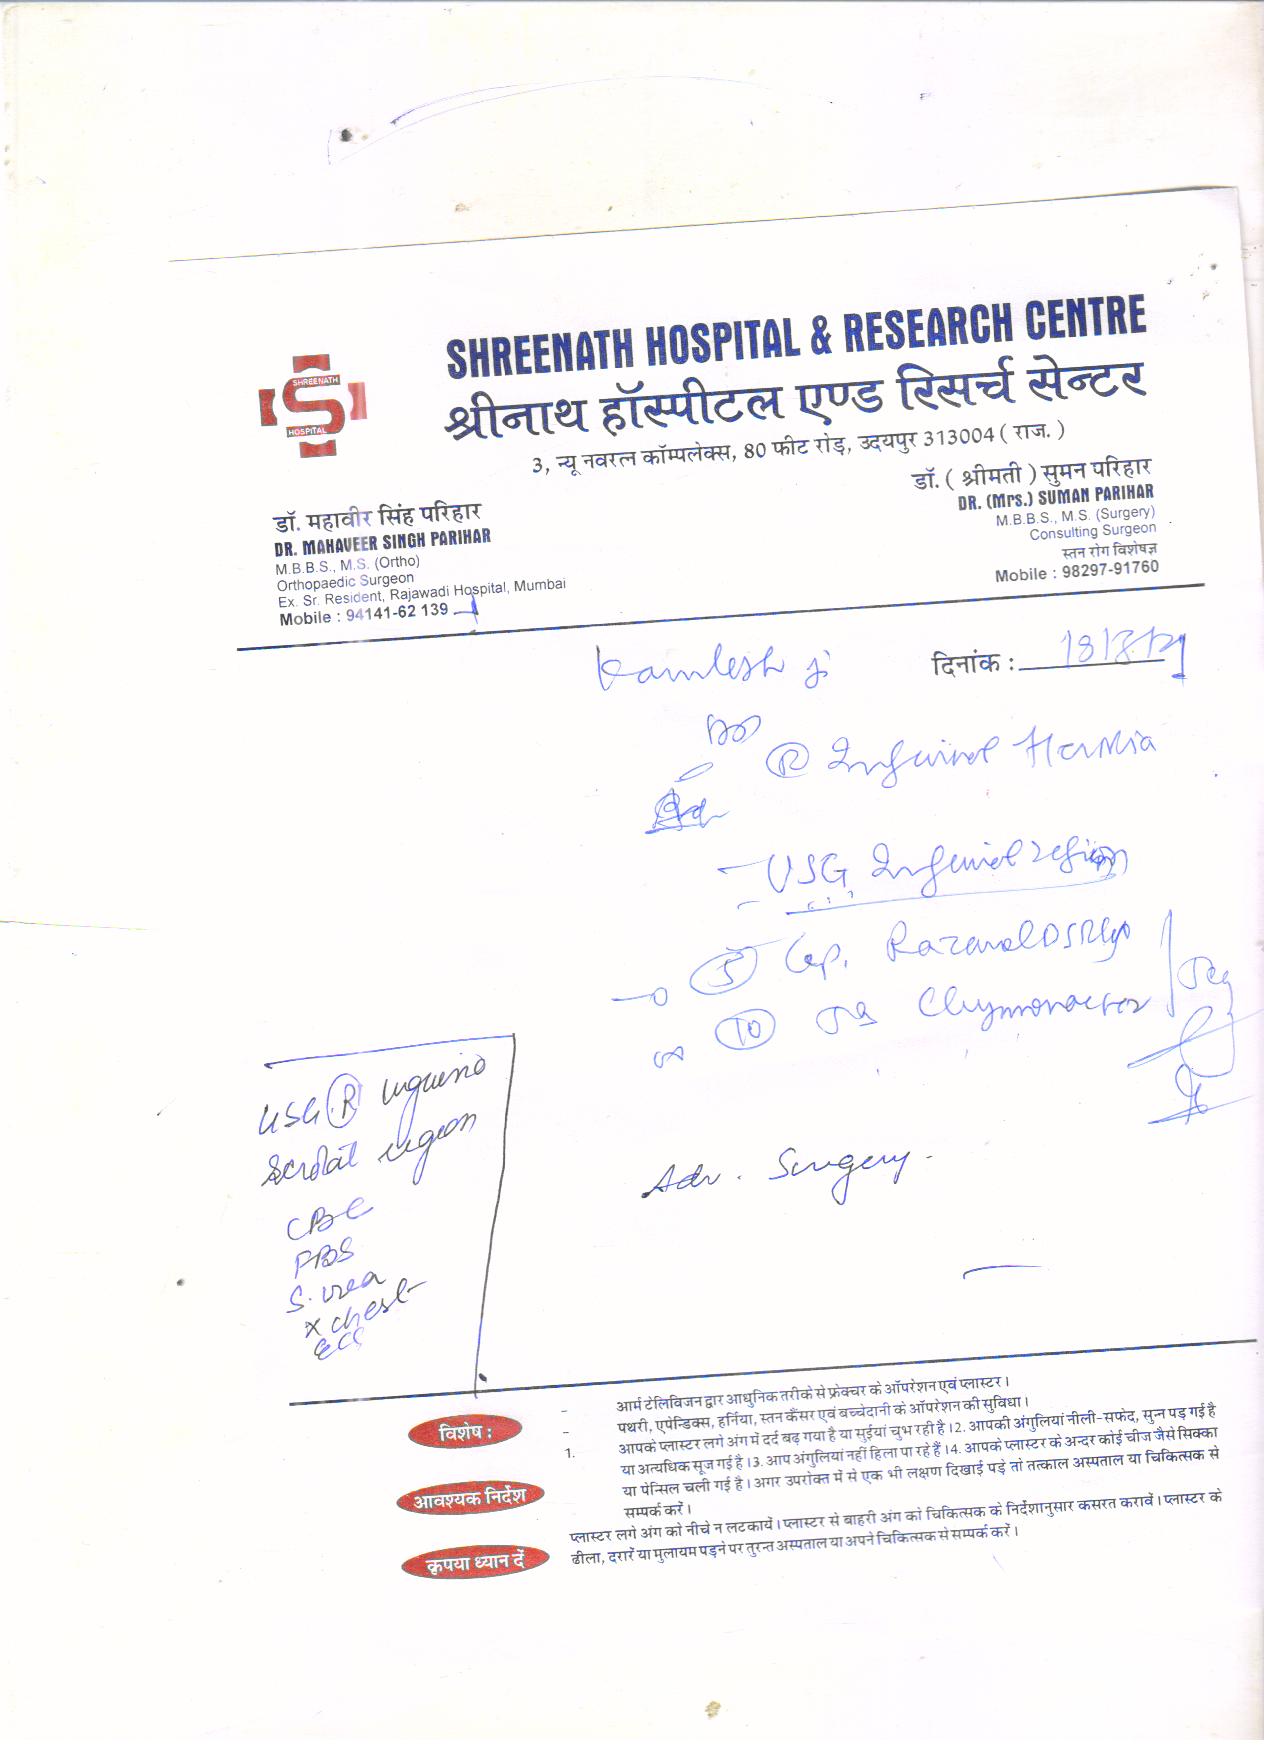 SHREENATH HOSPITAL & RESEARCH CENTRE
SHREENATH
HOSPITAL
श्रीनाथ हॉस्पीटल एण्ड रिसर्च सेन्टर
3, न्यू नवरत्न कॉम्पलेक्स, 80 फीट रोड़, उदयपुर 313004 ( राज. )
डॉ. महावीर सिंह परिहार
DR. MAHAVEER SINGH PARIHAR
M.B.B.S., M.S. (Ortho)
Orthopaedic Surgeon
Ex. Sr. Resident, Rajawadi Hospital, Mumbai
Mobile : 94141-62 139
डॉ. ( श्रीमती ) सुमन परिहार
DR. (Mrs.) SUMAN PARIHAR
M.B.B.S., M.S. (Surgery)
Consulting Surgeon
स्तन रोग विशेषज्ञ
Mobile : 98297-91760
Kamlesh ji
दिनांक :
R Inguinal Hernia
- USG Inguinal region
5 Cap. Razonal DSR
10
USG R inguino
Scrotal region
CBC
S. urea
x chest
ECG
Adv. Surgery.
विशेष :
- आर्म टेलिविजन द्वार आधुनिक तरीके से फ्रेक्चर के ऑपरेशन एवं प्लास्टर।
- पथरी, एपेन्डिक्स, हर्निया, स्तन कैंसर एवं बच्चेदानी के ऑपरेशन की सुविधा।
आवश्यक निर्देश
1. आपके प्लास्टर लगे अंग में दर्द बढ़ गया है या सुईयां चुभ रही है। 2. आपकी अंगुलियां नीली-सफेद, सुन्न पड़ गई है
या अत्यधिक सूज गई है। 3. आप अंगुलियां नहीं हिला पा रहे हैं। 4. आपके प्लास्टर के अन्दर कोई चीज जैसे सिक्का
या पेन्सिल चली गई है। अगर उपरोक्त में से एक भी लक्षण दिखाई पड़े तां तत्काल अस्पताल या चिकित्सक से
सम्पर्क करें।
कृपया ध्यान दें
प्लास्टर लगे अंग को नीचे न लटकायें। प्लास्टर से बाहरी अंग को चिकित्सक के निर्देशानुसार कसरत करावें। प्लास्टर के
ढीला, दरारें या मुलायम पड़ने पर तुरन्त अस्पताल या अपने चिकित्सक से सम्पर्क करें।